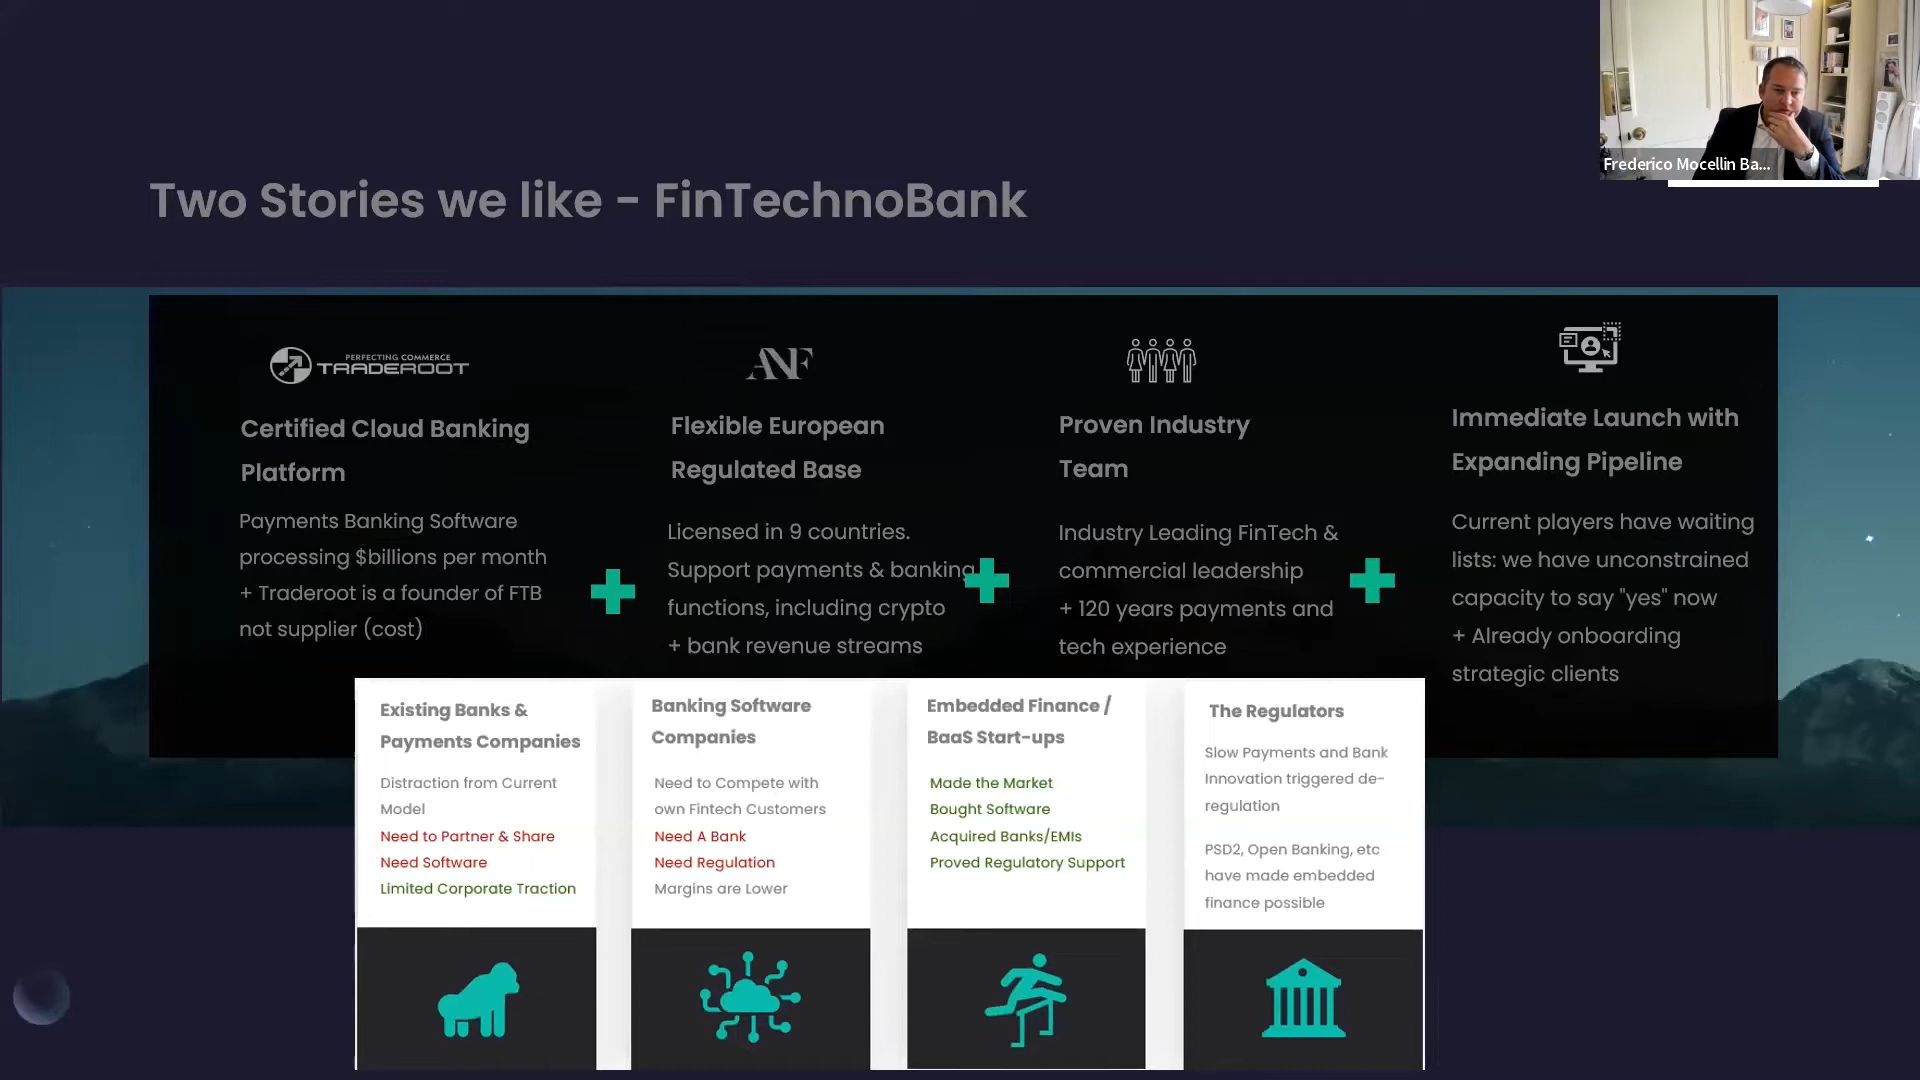 Frederico Mocellin Ba...
Two Stories we like - FinTechnoBank
PERFECTING COMMERCE
TRADEROOT
Certified Cloud Banking
Platform
Payments Banking Software
processing $billions per month
+ Traderoot is a founder of FTB
not supplier (cost)
ANF
Flexible European
Regulated Base
Licensed in 9 countries.
Support payments & banking
functions, including crypto
+ bank revenue streams
Proven Industry
Team
Industry Leading FinTech &
commercial leadership
+ 120 years payments and
tech experience
Immediate Launch with
Expanding Pipeline
Current players have waiting
lists: we have unconstrained
capacity to say "yes" now
+ Already onboarding
strategic clients
Existing Banks &
Payments Companies
Distraction from Current
Model
Need to Partner & Share
Need Software
Limited Corporate Traction
Banking Software
Companies
Need to Compete with
own Fintech Customers
Need A Bank
Need Regulation
Margins are Lower
Embedded Finance /
BaaS Start-ups
Made the Market
Bought Software
Acquired Banks/EMIs
Proved Regulatory Support
The Regulators
Slow Payments and Bank
Innovation triggered de-
regulation
PSD2, Open Banking, etc
have made embedded
finance possible